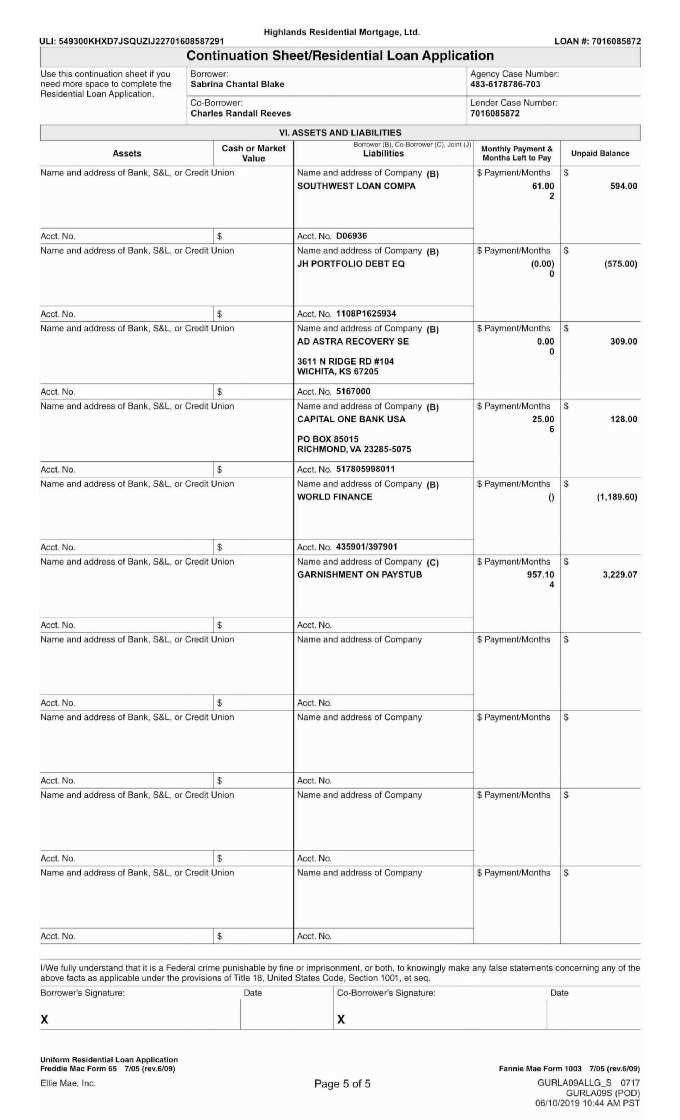 Highlands Residential Mortgage, Ltd.
ULI: 549300KHXD7JSQUZIJ22701608587291 LOAN #: 7016085872
Continuation Sheet/Residential Loan Application
Use this continuation sheet if you need more space to complete the Residential Loan Application.
Borrower:
Sabrina Chantal Blake
Agency Case Number:
483-6178786-703
Co-Borrower:
Charles Randall Reeves
Lender Case Number:
7016085872
VI. ASSETS AND LIABILITIES
Assets
Cash or Market Value
Borrower (B), Co-Borrower (C), Joint (J)
Liabilities
Monthly Payment & Months Left to Pay
Unpaid Balance
Name and address of Bank, S&L, or Credit Union Name and address of Company (B) $ Payment/Months $
SOUTHWEST LOAN COMPA 61.00 594.00
2
Acct. No. $ Acct. No. D06936
Name and address of Bank, S&L, or Credit Union Name and address of Company (B) $ Payment/Months $
JH PORTFOLIO DEBT EQ (0.00) (575.00)
0
Acct. No. $ Acct. No. 1108P1625934
Name and address of Bank, S&L, or Credit Union Name and address of Company (B) $ Payment/Months $
AD ASTRA RECOVERY SE 0.00 309.00
0
3611 N RIDGE RD #104
WICHITA, KS 67205
Acct. No. $ Acct. No. 5167000
Name and address of Bank, S&L, or Credit Union Name and address of Company (B) $ Payment/Months $
CAPITAL ONE BANK USA 25.00 128.00
6
PO BOX 85015
RICHMOND, VA 23285-5075
Acct. No. $ Acct. No. 517805998011
Name and address of Bank, S&L, or Credit Union Name and address of Company (B) $ Payment/Months $
WORLD FINANCE () (1,189.60)
Acct. No. $ Acct. No. 435901/397901
Name and address of Bank, S&L, or Credit Union Name and address of Company (C) $ Payment/Months $
GARNISHMENT ON PAYSTUB 957.10 3,229.07
4
Acct. No. $ Acct. No.
Name and address of Bank, S&L, or Credit Union Name and address of Company $ Payment/Months $
Acct. No. $ Acct. No.
Name and address of Bank, S&L, or Credit Union Name and address of Company $ Payment/Months $
Acct. No. $ Acct. No.
Name and address of Bank, S&L, or Credit Union Name and address of Company $ Payment/Months $
Acct. No. $ Acct. No.
Name and address of Bank, S&L, or Credit Union Name and address of Company $ Payment/Months $
Acct. No. $ Acct. No.
I/We fully understand that it is a Federal crime punishable by fine or imprisonment, or both, to knowingly make any false statements concerning any of the
above facts as applicable under the provisions of Title 18, United States Code, Section 1001, et seq.
Borrower's Signature: Date Co-Borrower's Signature: Date
X X
Uniform Residential Loan Application
Freddie Mac Form 65 7/05 (rev.6/09) Fannie Mae Form 1003 7/05 (rev.6/09)
Ellie Mae, Inc. Page 5 of 5 GURLA09ALLG_S 0717
GURLA09S (POD)
06/10/2019 10:44 AM PST